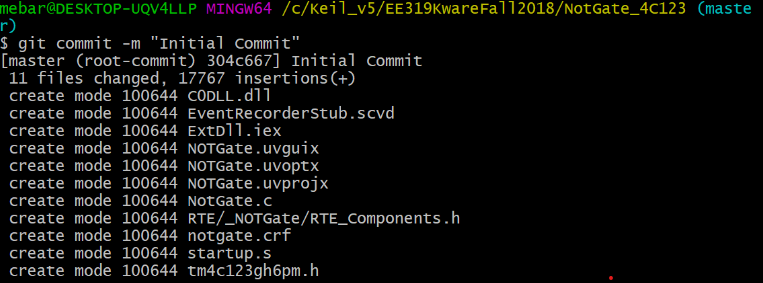 mebar@DESKTOP-UQV4LLP MINGW64 /c/Keil_v5/EE319KwareFall2018/NotGate_4C123 (maste
r)
$ git commit -m "Initial Commit"
[master (root-commit) 304c667] Initial Commit
 11 files changed, 17767 insertions(+)
 create mode 100644 C0DLL.dll
 create mode 100644 EventRecorderStub.scvd
 create mode 100644 ExtDll.iex
 create mode 100644 NOTGate.uvguix
 create mode 100644 NOTGate.uvoptx
 create mode 100644 NOTGate.uvprojx
 create mode 100644 NotGate.c
 create mode 100644 RTE/_NOTGate/RTE_Components.h
 create mode 100644 notgate.crf
 create mode 100644 startup.s
 create mode 100644 tm4c123gh6pm.h